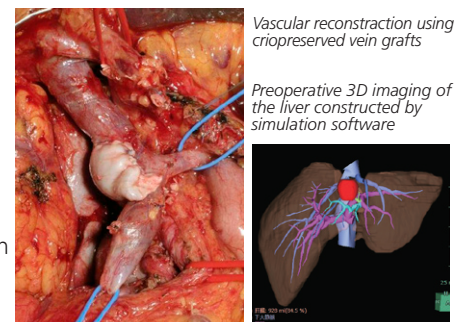 Vascular reconstraction using
criopreserved vein grafts
Preoperative 3D imaging of
the liver constructed by
simulation software